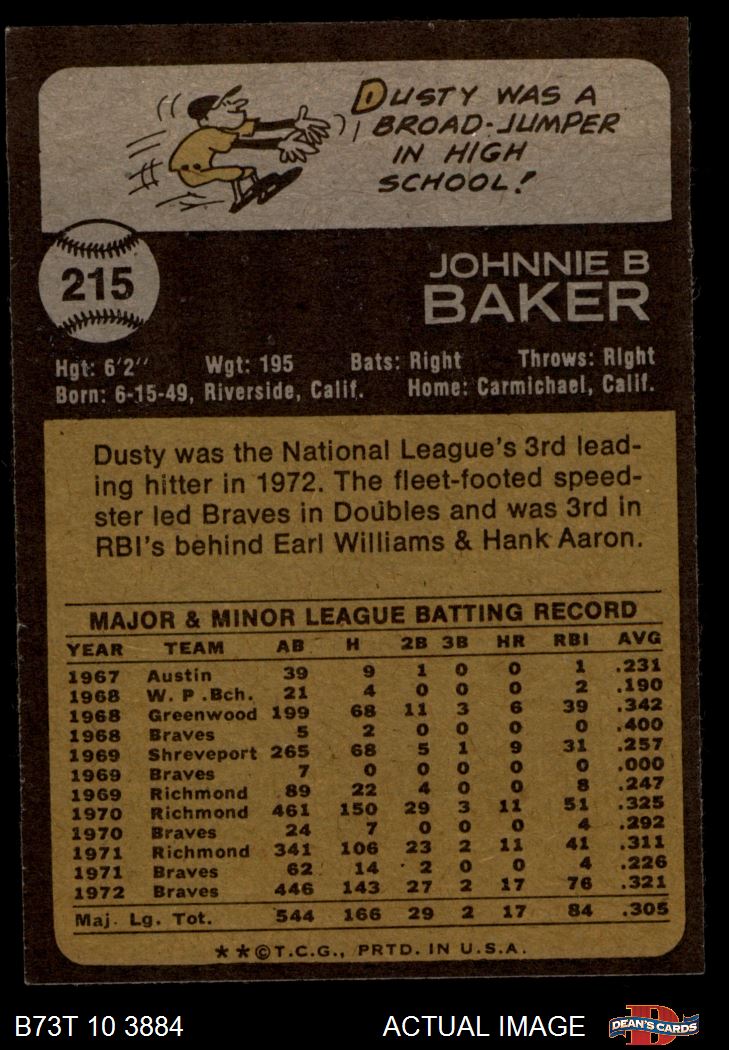 DUSTY WAS A
BROAD-JUMPER
IN HIGH
SCHOOL!
215
JOHNNIE B
BAKER
Hgt: 6'2" Wgt: 195 Bats: Right Throws: Right
Born: 6-15-49, Riverside, Calif. Home: Carmichael, Calif.
Dusty was the National League's 3rd lead-
ing hitter in 1972. The fleet-footed speed-
ster led Braves in Doubles and was 3rd in
RBI's behind Earl Williams & Hank Aaron.
MAJOR & MINOR LEAGUE BATTING RECORD
YEAR TEAM AB H 2B 3B HR RBI AVG
1967 Austin 39 9 1 0 0 1 .231
1968 W. P .Bch. 21 4 0 0 0 2 .190
1968 Greenwood 199 68 11 3 6 39 .342
1968 Braves 5 2 0 0 0 0 .400
1969 Shreveport 265 68 5 1 9 31 .257
1969 Braves 7 0 0 0 0 0 .000
1969 Richmond 89 22 4 0 0 8 .247
1970 Richmond 461 150 29 3 11 51 .325
1970 Braves 24 7 0 0 0 4 .292
1971 Richmond 341 106 23 2 11 41 .311
1971 Braves 62 14 2 0 0 4 .226
1972 Braves 446 143 27 2 17 76 .321
Maj. Lg. Tot. 544 166 29 2 17 84 .305
**©T.C.G., PRTD. IN U.S.A.
B73T 10 3884 ACTUAL IMAGE D DEAN'S CARDS